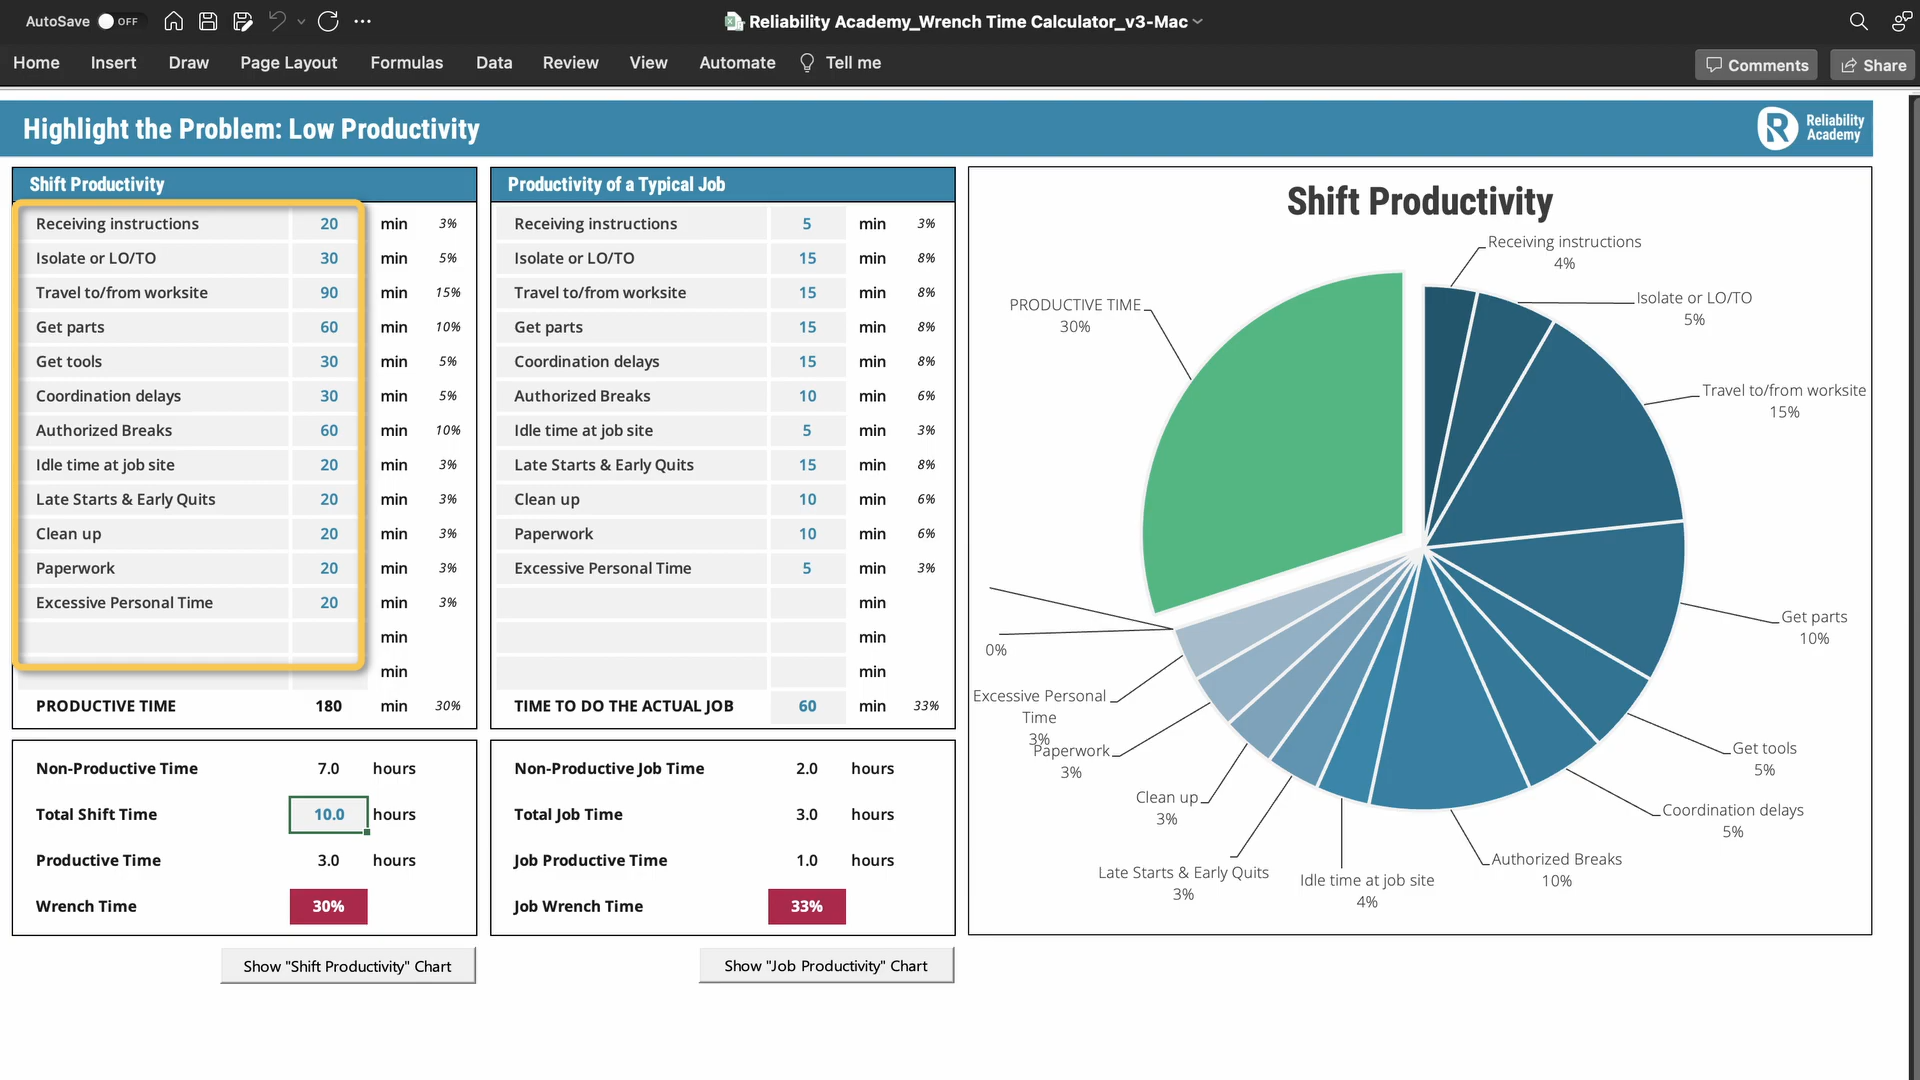 AutoSave OFF
Reliability Academy_Wrench Time Calculator_v3-Mac
Home Insert Draw Page Layout Formulas Data Review View Automate Tell me
Comments Share
Highlight the Problem: Low Productivity
Reliability
Academy
Shift Productivity
Receiving instructions 20 min 3%
Isolate or LO/TO 30 min 5%
Travel to/from worksite 90 min 15%
Get parts 60 min 10%
Get tools 30 min 5%
Coordination delays 30 min 5%
Authorized Breaks 60 min 10%
Idle time at job site 20 min 3%
Late Starts & Early Quits 20 min 3%
Clean up 20 min 3%
Paperwork 20 min 3%
Excessive Personal Time 20 min 3%
min
min
PRODUCTIVE TIME 180 min 30%
Non-Productive Time 7.0 hours
Total Shift Time 10.0 hours
Productive Time 3.0 hours
Wrench Time 30%
Show "Shift Productivity" Chart
Productivity of a Typical Job
Receiving instructions 5 min 3%
Isolate or LO/TO 15 min 8%
Travel to/from worksite 15 min 8%
Get parts 15 min 8%
Coordination delays 15 min 8%
Authorized Breaks 10 min 6%
Idle time at job site 5 min 3%
Late Starts & Early Quits 15 min 8%
Clean up 10 min 6%
Paperwork 10 min 6%
Excessive Personal Time 5 min 3%
min
min
min
TIME TO DO THE ACTUAL JOB 60 min 33%
Non-Productive Job Time 2.0 hours
Total Job Time 3.0 hours
Job Productive Time 1.0 hours
Job Wrench Time 33%
Show "Job Productivity" Chart
Shift Productivity
Receiving instructions
4%
Isolate or LO/TO
5%
Travel to/from worksite
15%
Get parts
10%
Get tools
5%
Coordination delays
5%
Authorized Breaks
10%
Idle time at job site
4%
Late Starts & Early Quits
3%
Clean up
3%
Paperwork
3%
Excessive Personal
Time
3%
0%
PRODUCTIVE TIME
30%